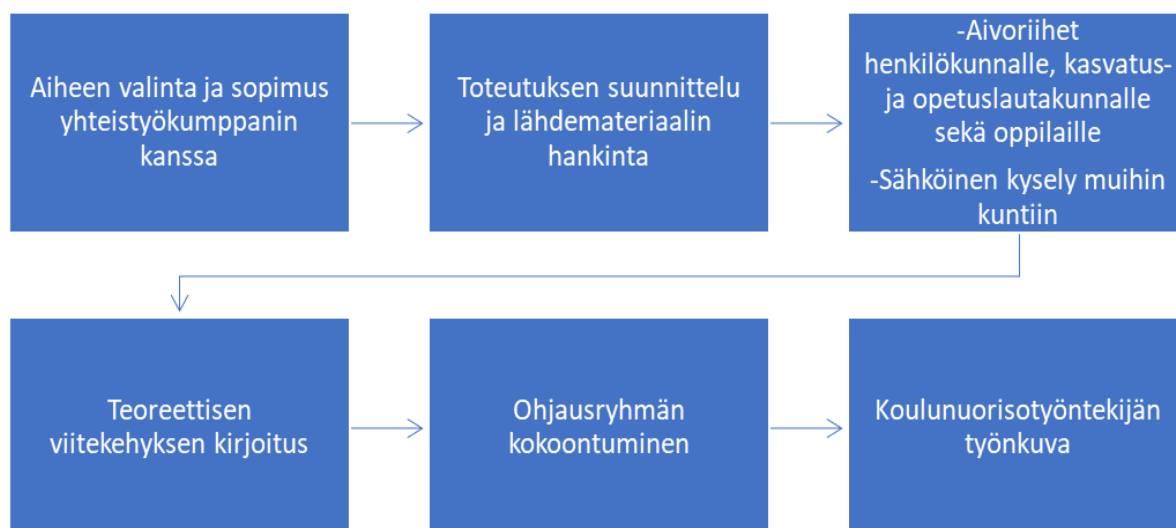 Aiheen valinta ja sopimus
yhteistyökumppanin
kanssa
Toteutuksen suunnittelu
ja lähdemateriaalin
hankinta
-Aivoriihet
henkilökunnalle, kasvatus-
ja opetuslautakunnalle
sekä oppilaille
-Sähköinen kysely muihin
kuntiin
Teoreettisen
viitekehyksen kirjoitus
Ohjausryhmän
kokoontuminen
Koulunuorisotyöntekijän
työnkuva